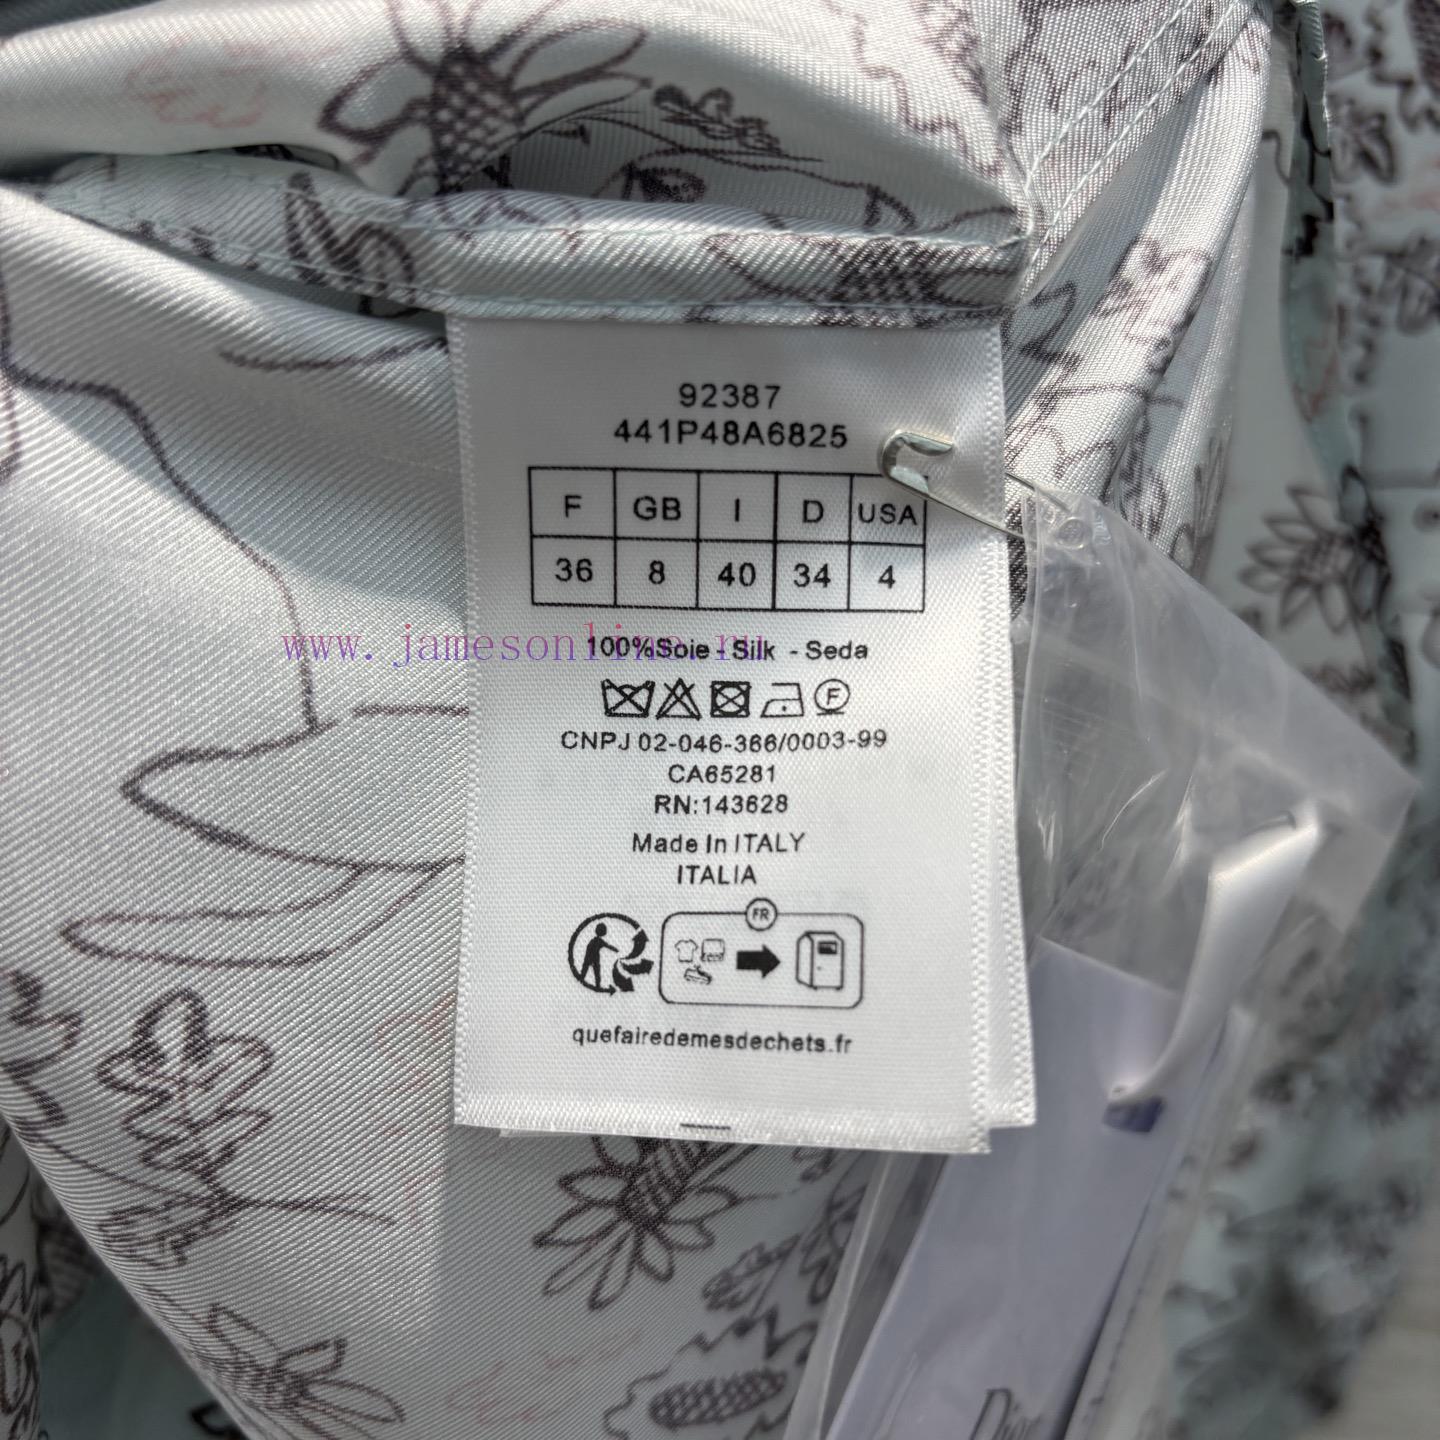 92387
441P48A6825
F GB I D USA
36 8 40 34 4
www.jamesonline.ru
100%Soie - Silk - Seda
F
CNPJ 02-046-366/0003-99
CA65281
RN:143628
Made In ITALY
ITALIA
FR
quefairedemesdechets.fr
Dior